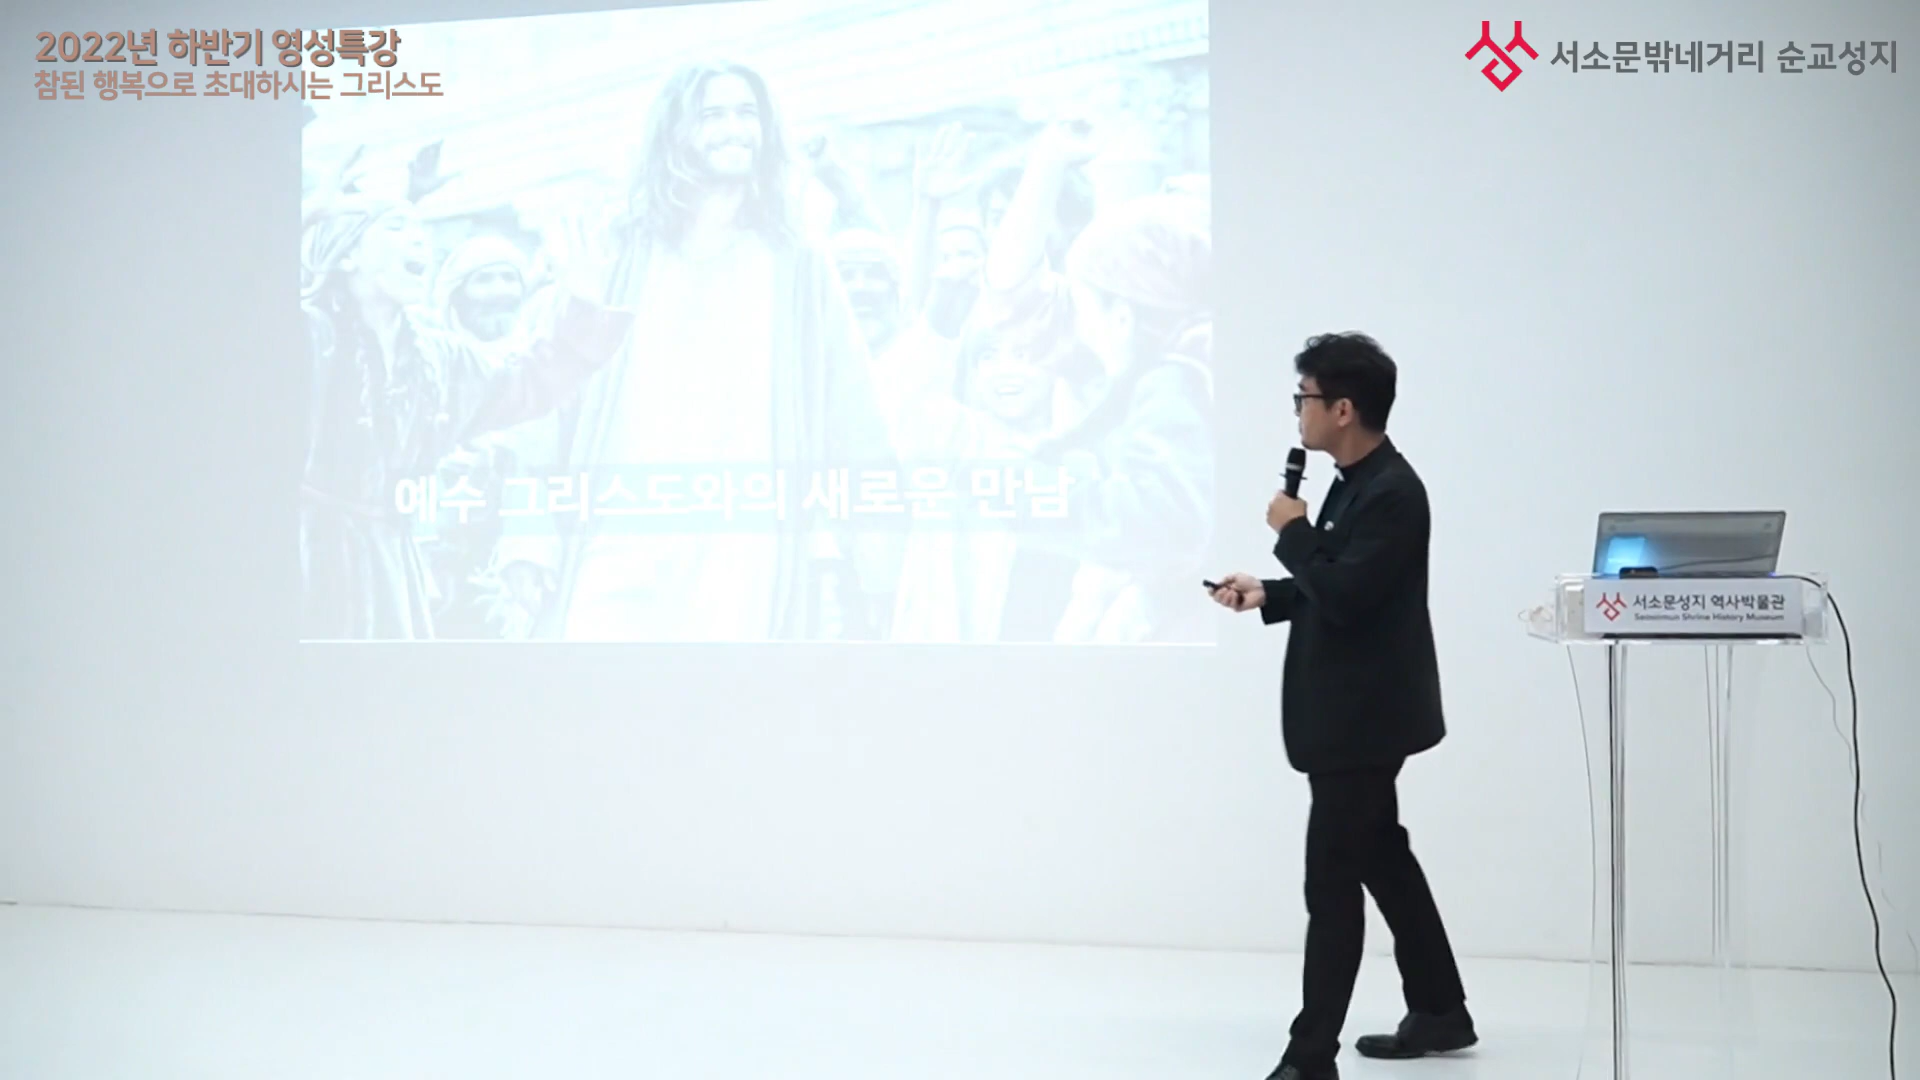 2022년 하반기 영성특강
참된 행복으로 초대하시는 그리스도
서소문밖네거리 순교성지
예수 그리스도와의 새로운 만남
서소문성지 역사박물관
Seosomun Shrine History Museum